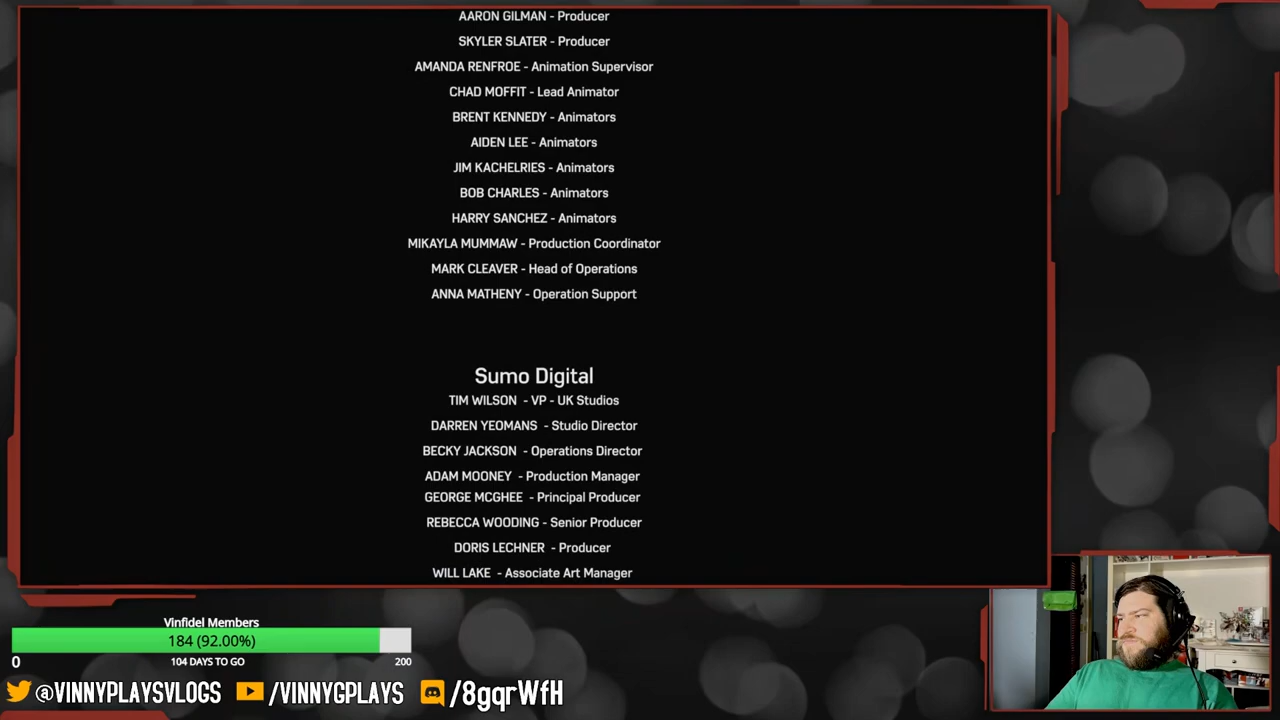 AARON GILMAN - Producer
SKYLER SLATER - Producer
AMANDA RENFROE - Animation Supervisor
CHAD MOFFIT - Lead Animator
BRENT KENNEDY - Animators
AIDEN LEE - Animators
JIM KACHELRIES - Animators
BOB CHARLES - Animators
HARRY SANCHEZ - Animators
MIKAYLA MUMMAW - Production Coordinator
MARK CLEAVER - Head of Operations
ANNA MATHENY - Operation Support
Sumo Digital
TIM WILSON - VP - UK Studios
DARREN YEOMANS - Studio Director
BECKY JACKSON - Operations Director
ADAM MOONEY - Production Manager
GEORGE MCGHEE - Principal Producer
REBECCA WOODING - Senior Producer
DORIS LECHNER - Producer
WILL LAKE - Associate Art Manager
Vinfidel Members
184 (92.00%)
0 104 DAYS TO GO 200
@VINNYPLAYSVLOGS /VINNYGPLAYS /8gqrWfH